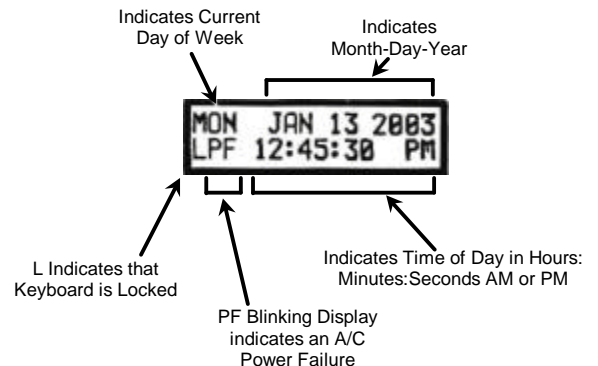 Indicates Current
Day of Week
Indicates
Month-Day-Year
MON JAN 13 2003
LPF 12:45:30 PM
L Indicates that
Keyboard is Locked
Indicates Time of Day in Hours:
Minutes:Seconds AM or PM
PF Blinking Display
indicates an A/C
Power Failure